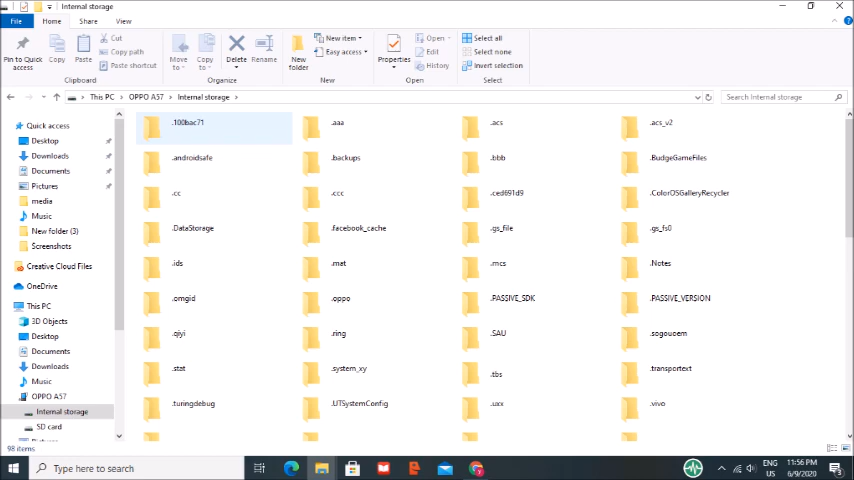 Internal storage
File Home Share View
Pin to Quick access
Copy
Paste
Cut
Copy path
Paste shortcut
Clipboard
Move to
Copy to
Delete
Rename
Organize
New folder
New item
Easy access
New
Properties
Open
Edit
History
Open
Select all
Select none
Invert selection
Select
This PC > OPPO A57 > Internal storage >
Search Internal storage
Quick access
Desktop
Downloads
Documents
Pictures
media
Music
New folder (3)
Screenshots
Creative Cloud Files
OneDrive
This PC
3D Objects
Desktop
Documents
Downloads
Music
OPPO A57
Internal storage
SD card
.100bac71 .aaa .acs .acs_v2
.androidsafe .backups .bbb .BudgeGameFiles
.cc .ccc .ced691d9 .ColorOSGalleryRecycler
.DataStorage .facebook_cache .gs_file .gs_fs0
.ids .mat .mcs .Notes
.omgid .oppo .PASSIVE_SDK .PASSIVE_VERSION
.qiyi .ring .SAU .sogouoem
.stat .system_xy .tbs .transportext
.turingdebug .UTSystemConfig .uxx .vivo
98 items
Type here to search
ENG
US
11:56 PM
6/9/2020
3